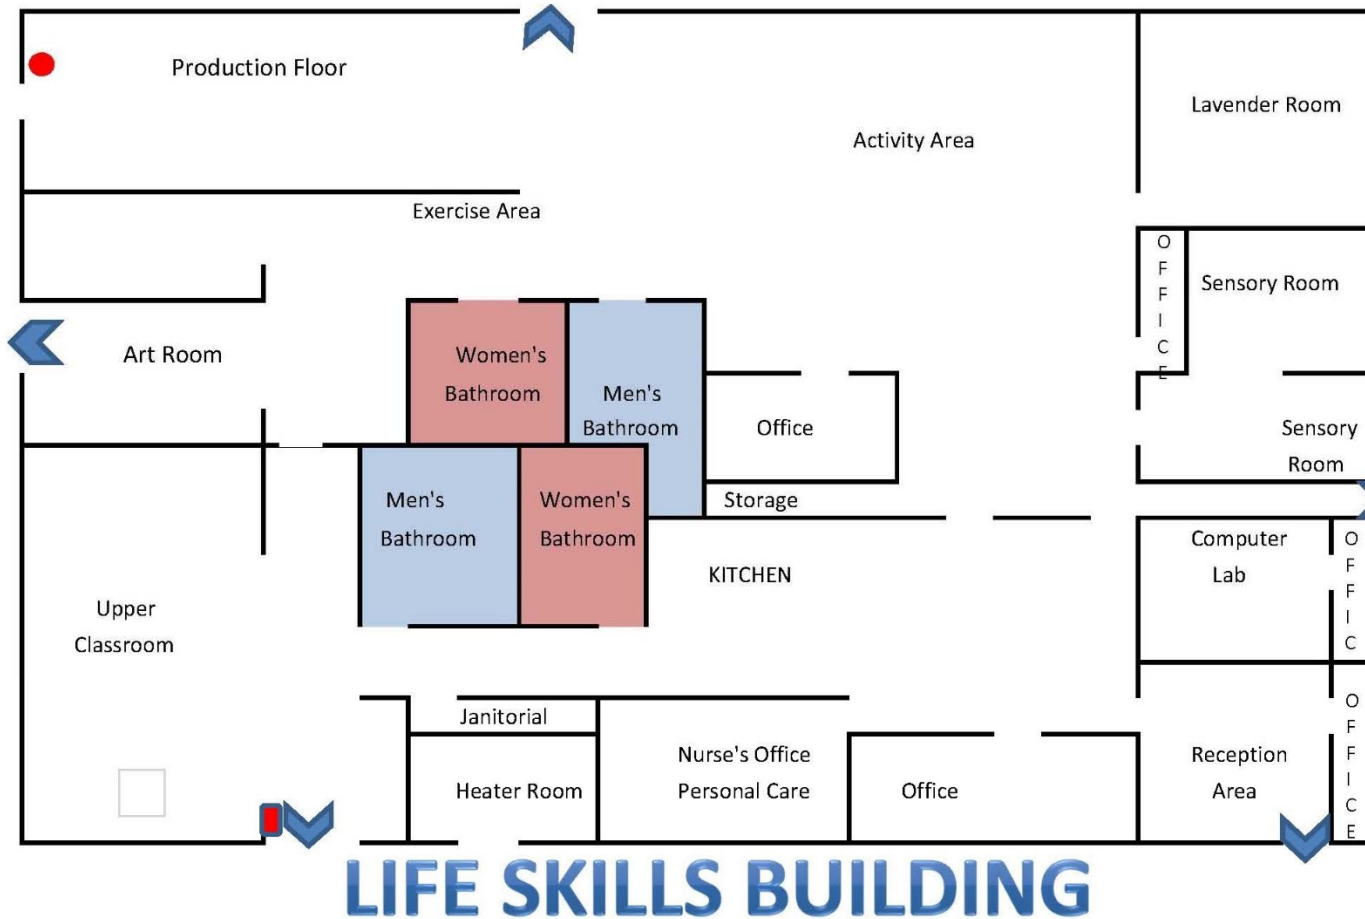 Production Floor
Lavender Room
Activity Area
Exercise Area
OFFICE
Sensory Room
Art Room
Women's
Bathroom
Men's
Bathroom
Office
Sensory
Room
Men's
Bathroom
Women's
Bathroom
Storage
Computer
Lab
OFFIC
KITCHEN
Upper
Classroom
Janitorial
Nurse's Office
Personal Care
Heater Room
Office
Reception
Area
OFFICE
LIFE SKILLS BUILDING